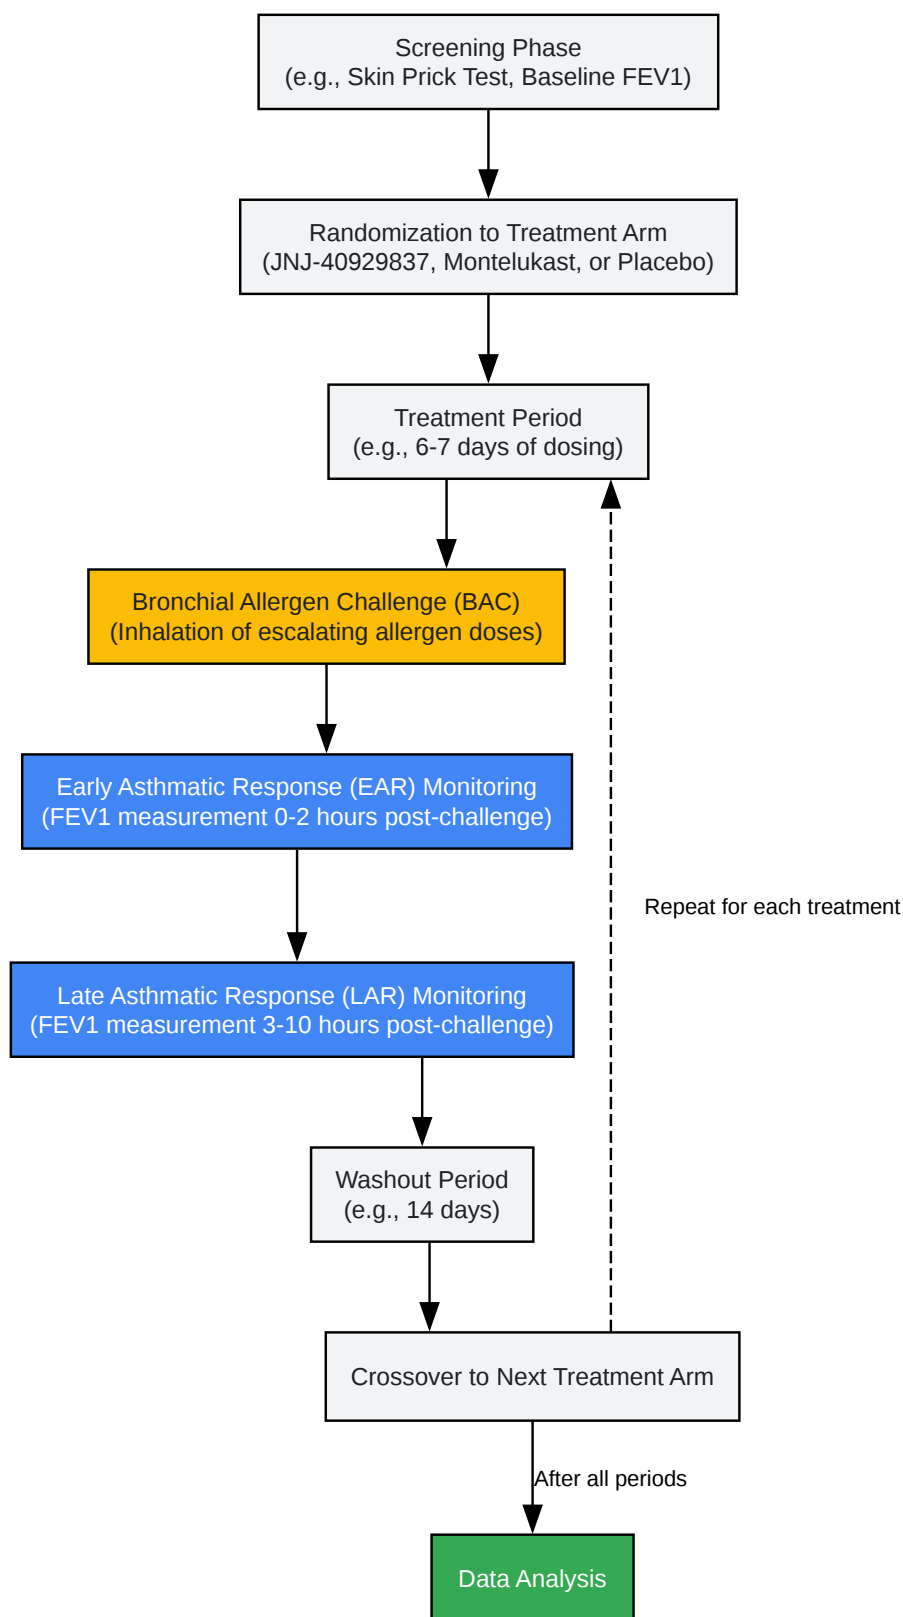 Screening Phase
(e.g., Skin Prick Test, Baseline FEV1)
Randomization to Treatment Arm
(JNJ-40929837, Montelukast, or Placebo)
Treatment Period
(e.g., 6-7 days of dosing)
Bronchial Allergen Challenge (BAC)
(Inhalation of escalating allergen doses)
Early Asthmatic Response (EAR) Monitoring
(FEV1 measurement 0-2 hours post-challenge)
Repeat for each treatment
Late Asthmatic Response (LAR) Monitoring
(FEV1 measurement 3-10 hours post-challenge)
Washout Period
(e.g., 14 days)
Crossover to Next Treatment Arm
After all periods
Data Analysis